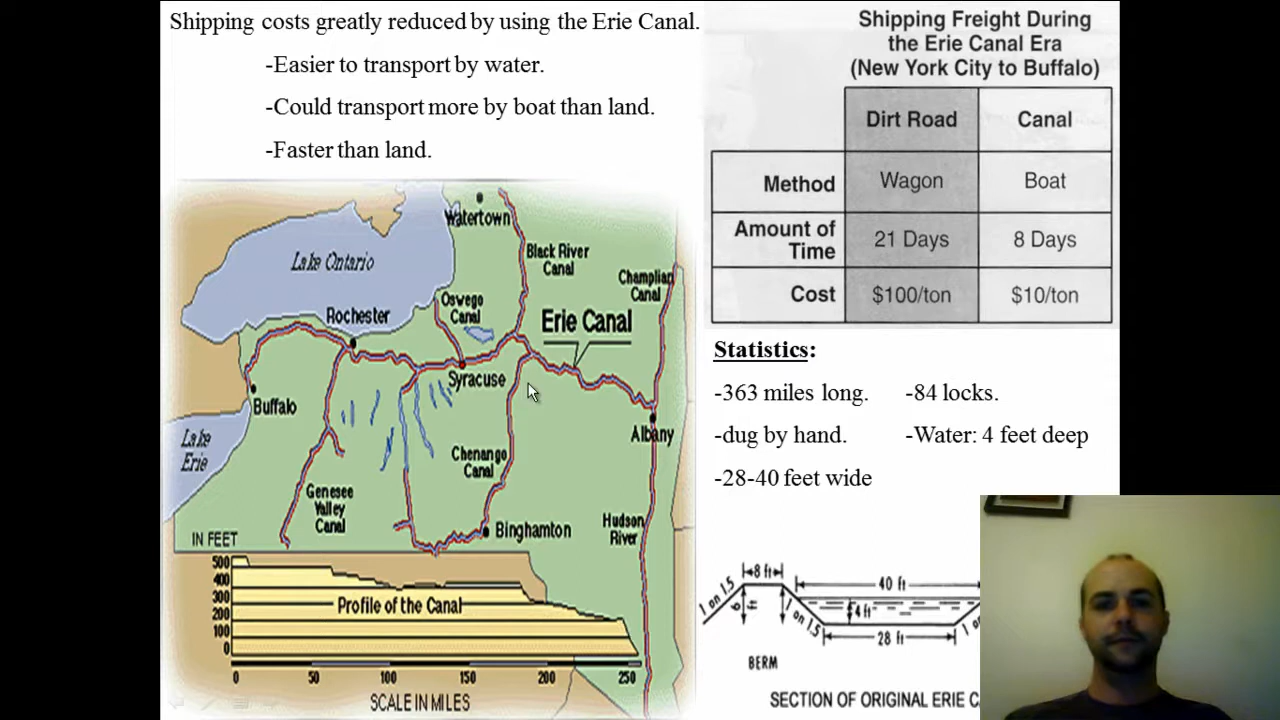 Shipping costs greatly reduced by using the Erie Canal.
-Easier to transport by water.
-Could transport more by boat than land.
-Faster than land.
Shipping Freight During
the Erie Canal Era
(New York City to Buffalo)
Dirt Road Canal
Method Wagon Boat
Amount of
Time 21 Days 8 Days
Cost $100/ton $10/ton
Watertown
Lake Ontario
Black River
Canal
Champlian
Canal
Oswego
Canal
Rochester
Erie Canal
Syracuse
Buffalo
Albany
Lake
Erie
Chenango
Canal
Genesee
Valley
Canal
Binghamton
Hudson
River
IN FEET
500
400
300
200
100
0
Profile of the Canal
0 50 100 150 200 250
SCALE IN MILES
Statistics:
-363 miles long. -84 locks.
-dug by hand. -Water: 4 feet deep
-28-40 feet wide
8 ft 40 ft
1 on 1.5 ft 1 on 1.5 4 ft 1 on
28 ft
BERM
SECTION OF ORIGINAL ERIE C